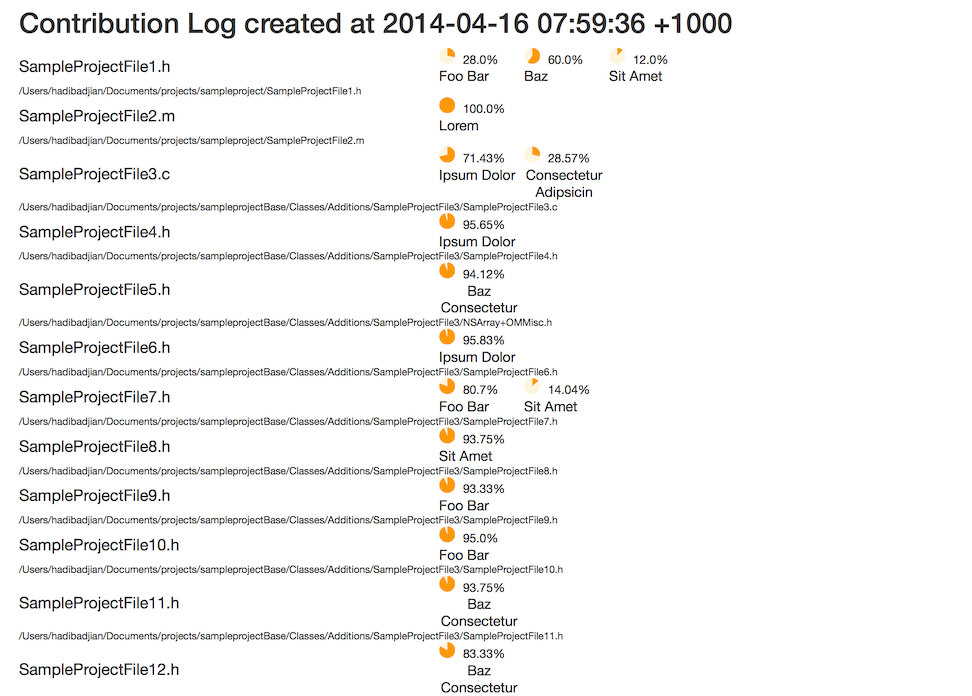 Contribution Log created at 2014-04-16 07:59:36 +1000
28.0% 60.0% 12.0%
SampleProjectFile1.h
Foo Bar Baz Sit Amet
/Users/hadibadjian/Documents/projects/sampleproject/SampleProjectFile1.h
100.0%
SampleProjectFile2.m
Lorem
/Users/hadibadjian/Documents/projects/sampleproject/SampleProjectFile2.m
71.43% 28.57%
SampleProjectFile3.c
Ipsum Dolor Consectetur
Adipsicin
/Users/hadibadjian/Documents/projects/sampleprojectBase/Classes/Additions/SampleProjectFile3/SampleProjectFile3.c
95.65%
SampleProjectFile4.h
Ipsum Dolor
/Users/hadibadjian/Documents/projects/sampleprojectBase/Classes/Additions/SampleProjectFile3/SampleProjectFile4.h
94.12%
SampleProjectFile5.h
Baz
Consectetur
/Users/hadibadjian/Documents/projects/sampleprojectBase/Classes/Additions/SampleProjectFile3/NSArray+OMMisc.h
95.83%
SampleProjectFile6.h
Ipsum Dolor
/Users/hadibadjian/Documents/projects/sampleprojectBase/Classes/Additions/SampleProjectFile3/SampleProjectFile6.h
80.7% 14.04%
SampleProjectFile7.h
Foo Bar Sit Amet
/Users/hadibadjian/Documents/projects/sampleprojectBase/Classes/Additions/SampleProjectFile3/SampleProjectFile7.h
93.75%
SampleProjectFile8.h
Sit Amet
/Users/hadibadjian/Documents/projects/sampleprojectBase/Classes/Additions/SampleProjectFile3/SampleProjectFile8.h
93.33%
SampleProjectFile9.h
Foo Bar
/Users/hadibadjian/Documents/projects/sampleprojectBase/Classes/Additions/SampleProjectFile3/SampleProjectFile9.h
95.0%
SampleProjectFile10.h
Foo Bar
/Users/hadibadjian/Documents/projects/sampleprojectBase/Classes/Additions/SampleProjectFile3/SampleProjectFile10.h
93.75%
SampleProjectFile11.h
Baz
Consectetur
/Users/hadibadjian/Documents/projects/sampleprojectBase/Classes/Additions/SampleProjectFile3/SampleProjectFile11.h
83.33%
SampleProjectFile12.h
Baz
Consectetur